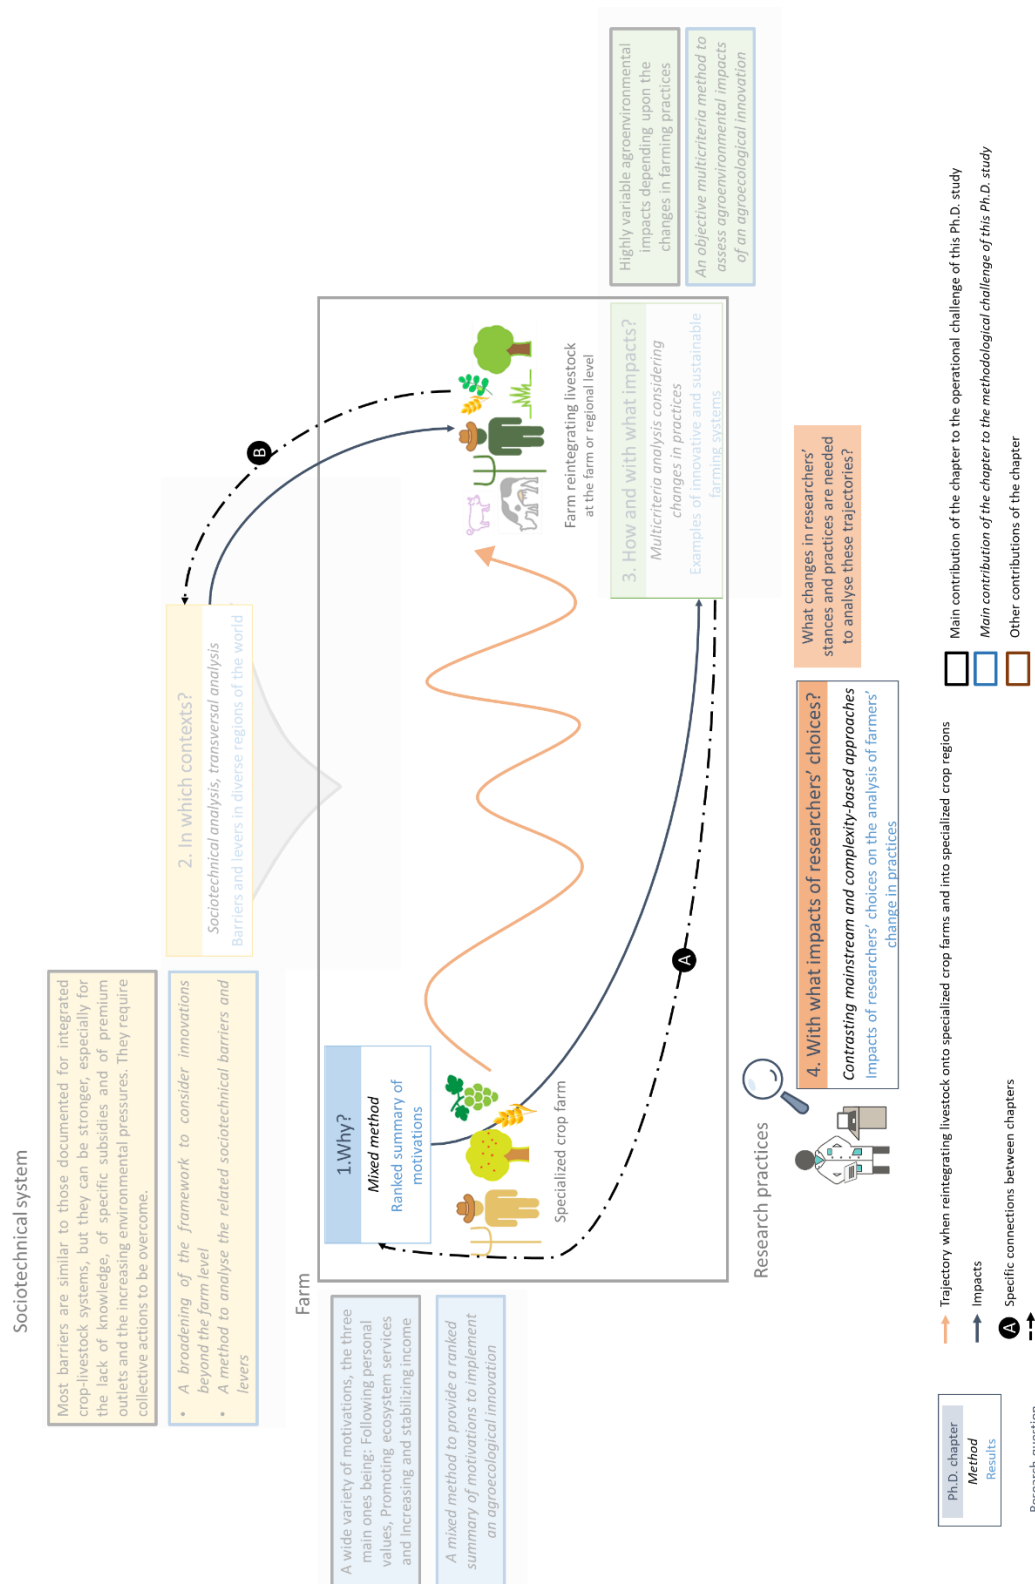 Sociotechnical system
Most barriers are similar to those documented for integrated
crop-livestock systems, but they can be stronger, especially for
the lack of knowledge, of specific subsidies and of premium
outlets and the increasing environmental pressures. They require
collective actions to be overcome.
• A broadening of the framework to consider innovations
beyond the farm level
• A method to analyse the related sociotechnical barriers and
levers
2. In which contexts?
Sociotechnical analysis, transversal analysis
Barriers and levers in diverse regions of the world
B
Farm
A wide variety of motivations, the three
main ones being: Following personal
values, Promoting ecosystem services
and Increasing and stabilizing income
A mixed method to provide a ranked
summary of motivations to implement
an agroecological innovation
1.Why?
Mixed method
Ranked summary of
motivations
Specialized crop farm
Farm reintegrating livestock
at the farm or regional level
3. How and with what impacts?
Multicriteria analysis considering
changes in practices
Examples of innovative and sustainable
farming systems
Highly variable agroenvironmental
impacts depending upon the
changes in farming practices
An objective multicriteria method to
assess agroenvironmental impacts
of an agroecological innovation
A
Research practices
4. With what impacts of researchers' choices?
Contrasting mainstream and complexity-based approaches
Impacts of researchers' choices on the analysis of farmers'
change in practices
What changes in researchers'
stances and practices are needed
to analyse these trajectories?
Ph.D. chapter
Method
Results
Research question
Trajectory when reintegrating livestock onto specialized crop farms and into specialized crop regions
Impacts
A Specific connections between chapters
Main contribution of the chapter to the operational challenge of this Ph.D. study
Main contribution of the chapter to the methodological challenge of this Ph.D. study
Other contributions of the chapter